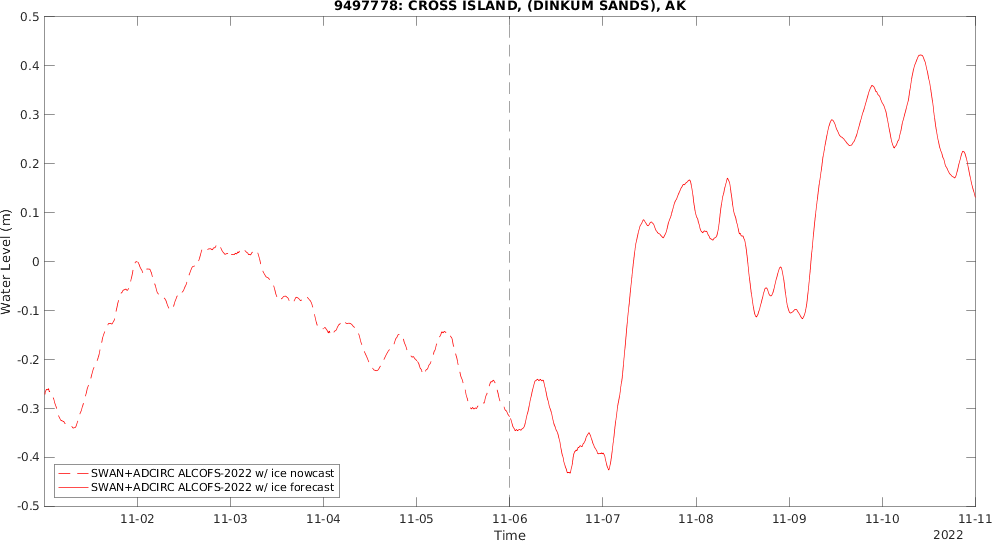 9497778: CROSS ISLAND, (DINKUM SANDS), AK
0.5
0.4
0.3
0.2
0.1
0
-0.1
-0.2
-0.3
-0.4
-0.5
Water Level (m)
SWAN+ADCIRC ALCOFS-2022 w/ ice nowcast
SWAN+ADCIRC ALCOFS-2022 w/ ice forecast
11-02 11-03 11-04 11-05 11-06 11-07 11-08 11-09 11-10 11-11
Time
2022